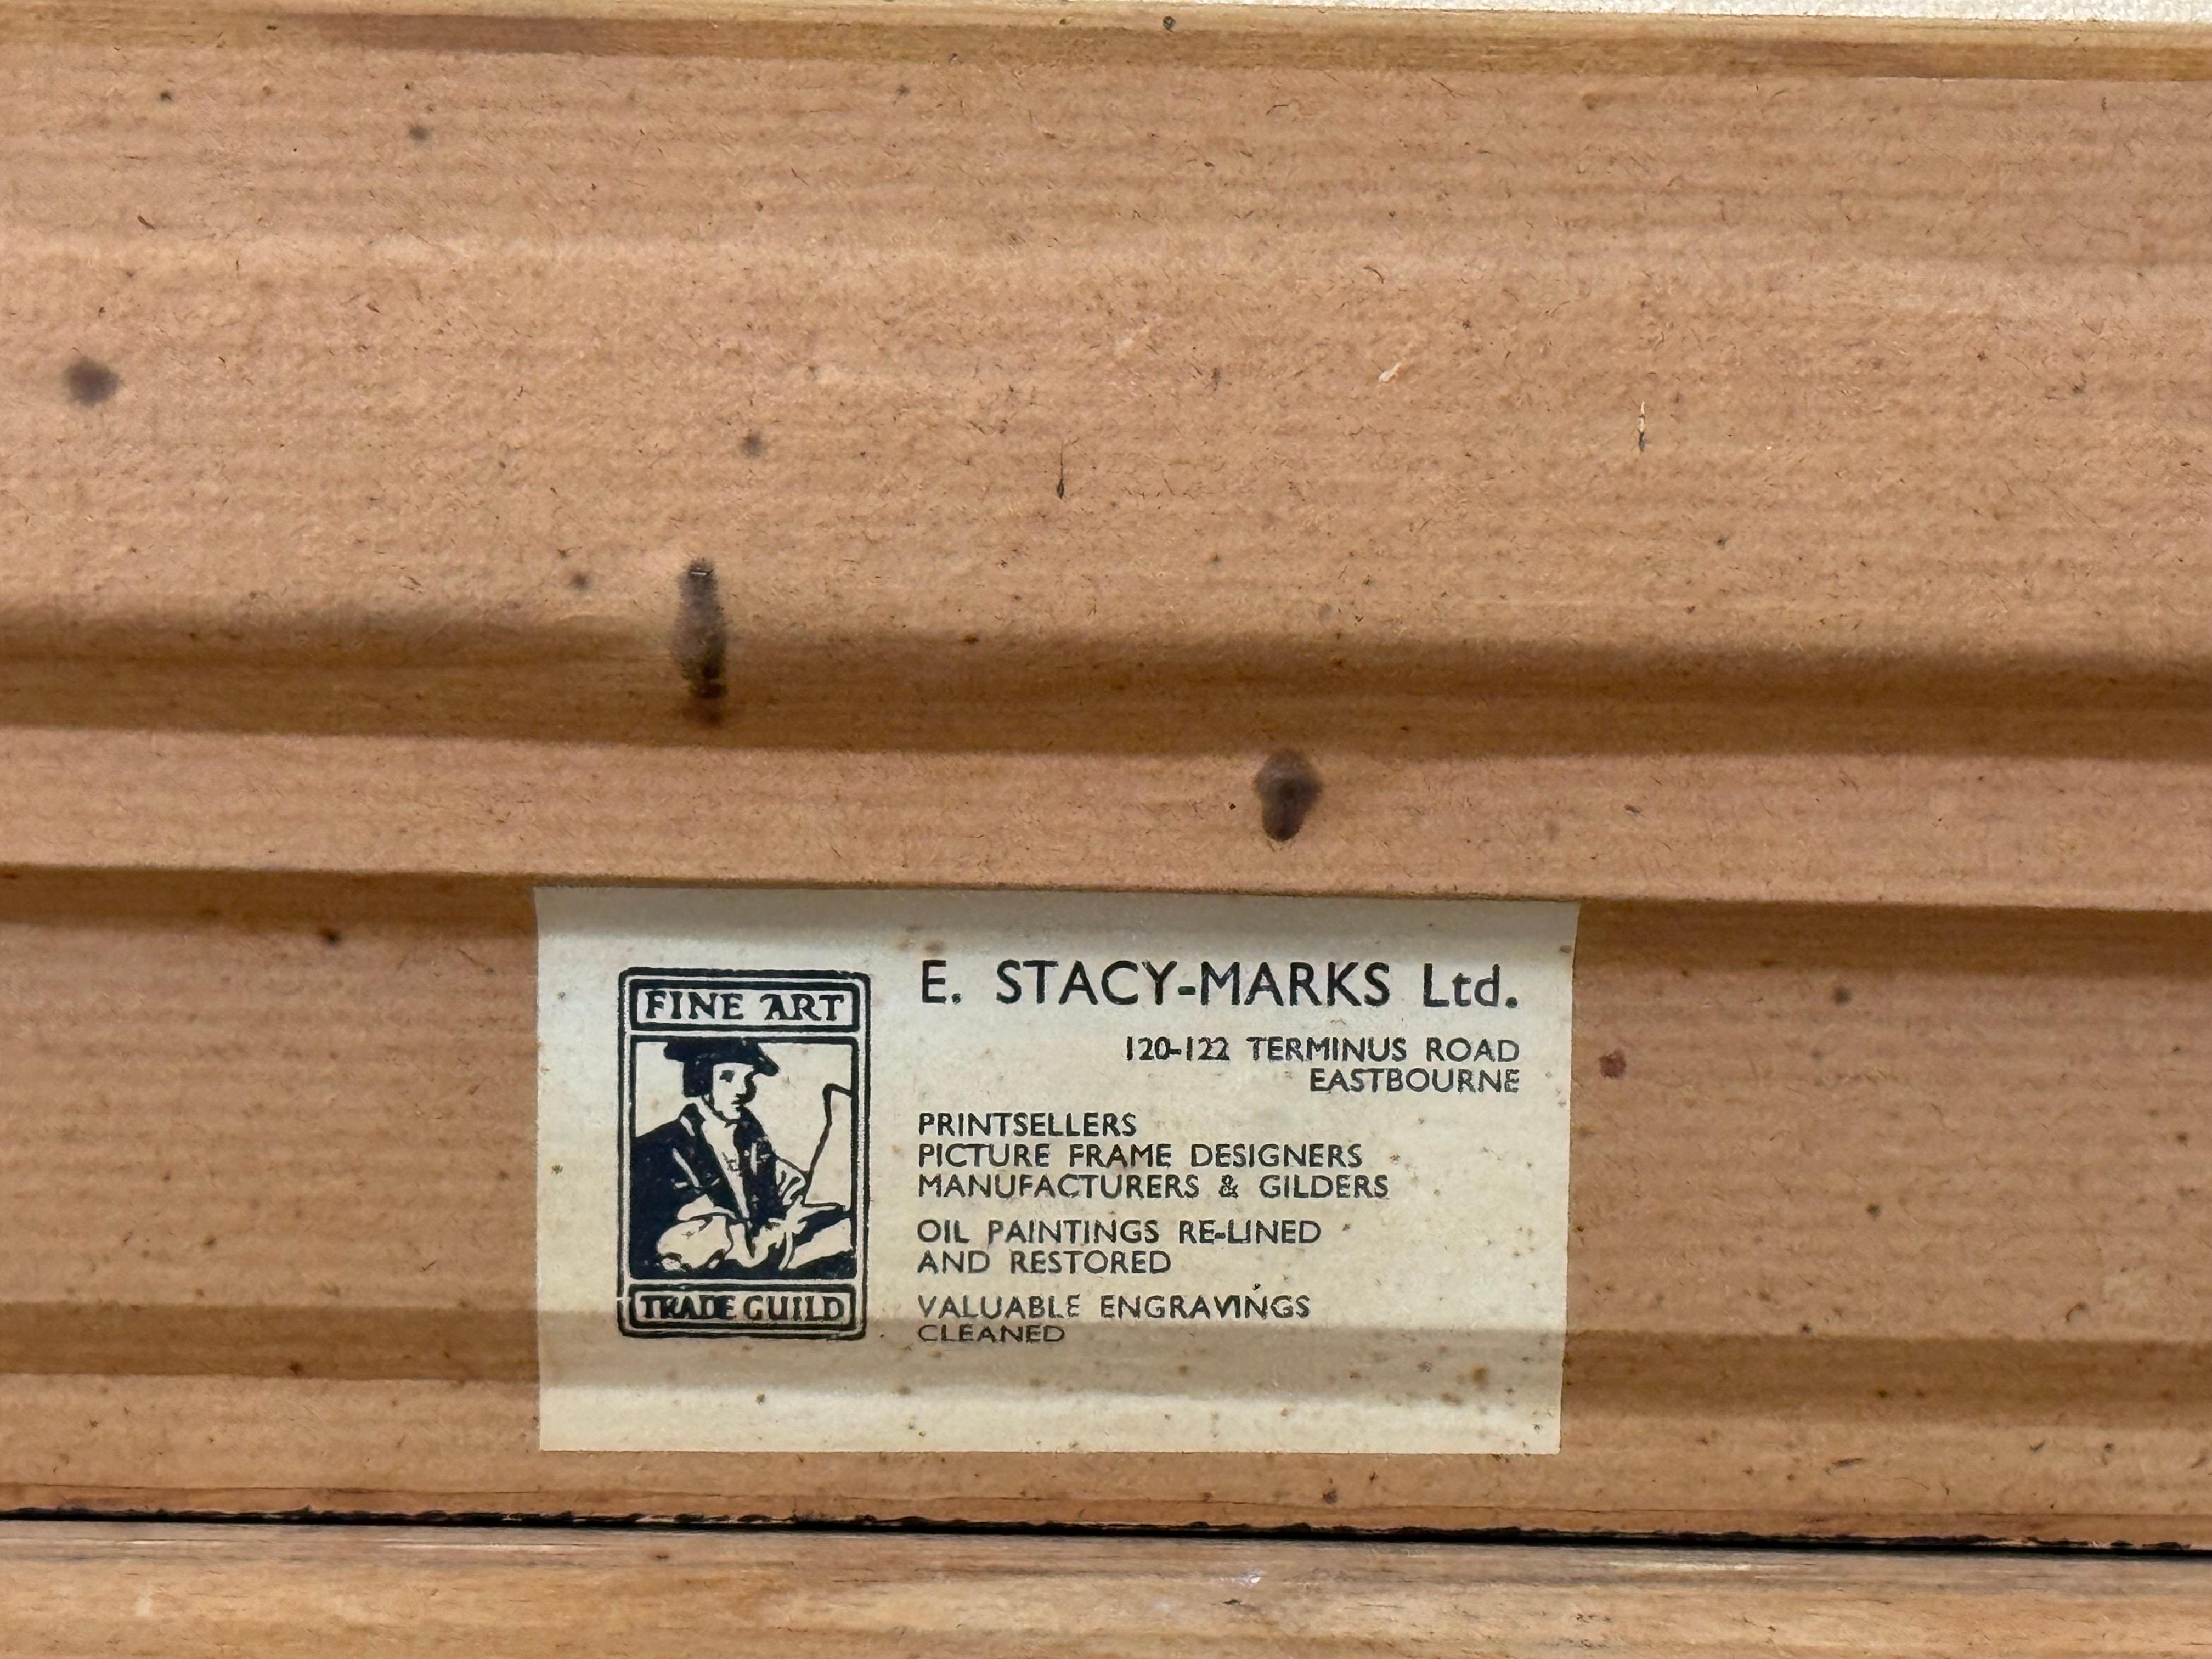 FINE ART
TRADE GUILD
E. STACY-MARKS Ltd.
120-122 TERMINUS ROAD
EASTBOURNE
PRINTSELLERS
PICTURE FRAME DESIGNERS
MANUFACTURERS & GILDERS
OIL PAINTINGS RE-LINED
AND RESTORED
VALUABLE ENGRAVINGS
CLEANED